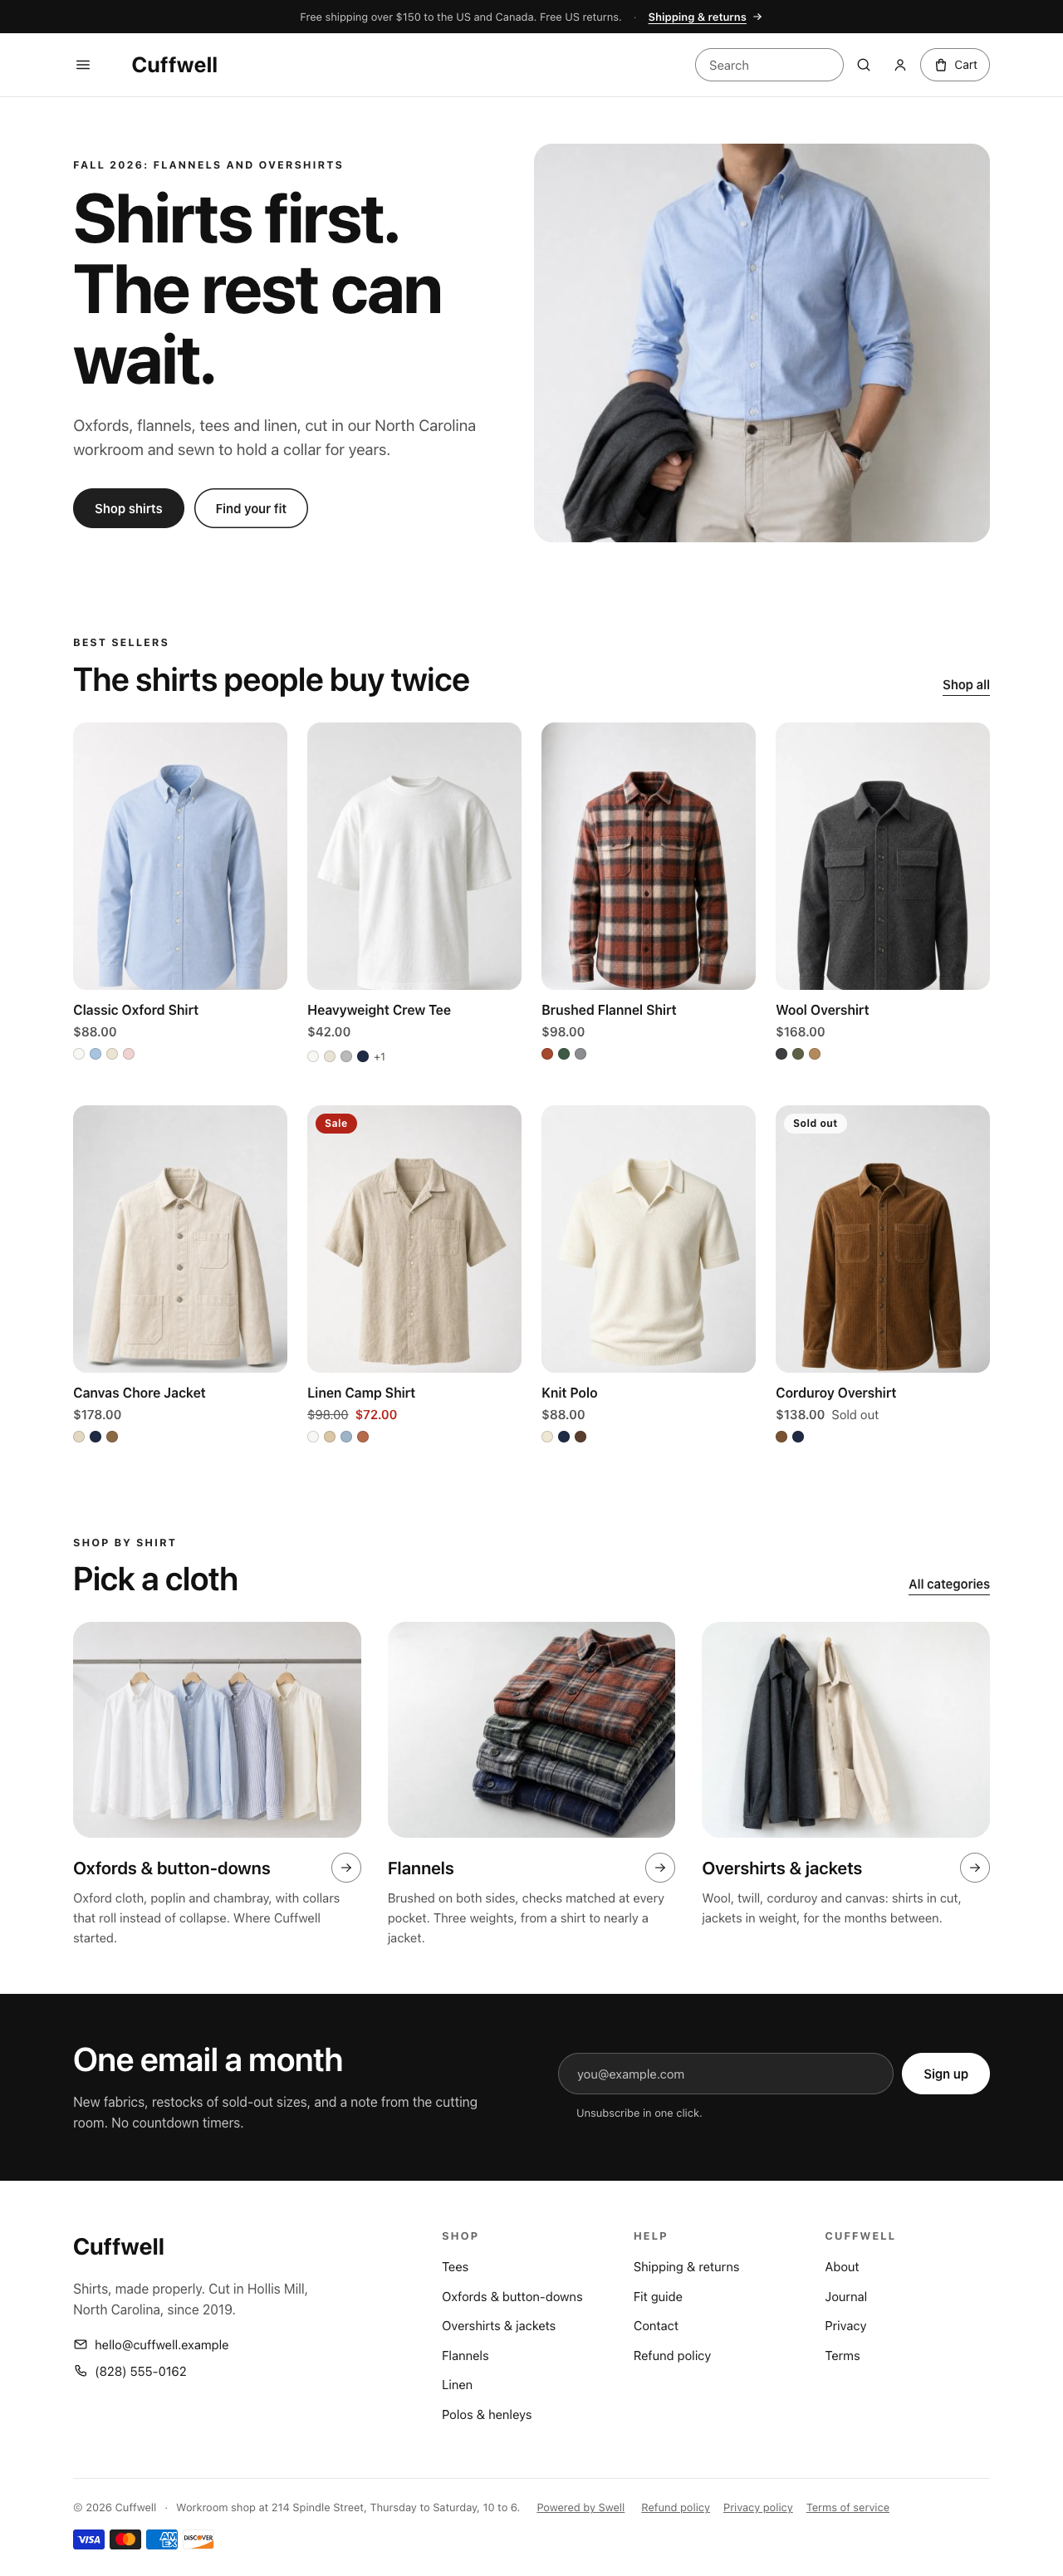 Free shipping over $150 to the US and Canada. Free US returns. · Shipping & returns →
Cuffwell
Search
Cart
FALL 2026: FLANNELS AND OVERSHIRTS
Shirts first.
The rest can
wait.
Oxfords, flannels, tees and linen, cut in our North Carolina
workroom and sewn to hold a collar for years.
Shop shirts
Find your fit
BEST SELLERS
The shirts people buy twice
Shop all
Classic Oxford Shirt
$88.00
Heavyweight Crew Tee
$42.00
+1
Brushed Flannel Shirt
$98.00
Wool Overshirt
$168.00
Canvas Chore Jacket
$178.00
Sale
Linen Camp Shirt
$98.00 $72.00
Knit Polo
$88.00
Sold out
Corduroy Overshirt
$138.00 Sold out
SHOP BY SHIRT
Pick a cloth
All categories
Oxfords & button-downs
Oxford cloth, poplin and chambray, with collars
that roll instead of collapse. Where Cuffwell
started.
Flannels
Brushed on both sides, checks matched at every
pocket. Three weights, from a shirt to nearly a
jacket.
Overshirts & jackets
Wool, twill, corduroy and canvas: shirts in cut,
jackets in weight, for the months between.
One email a month
New fabrics, restocks of sold-out sizes, and a note from the cutting
room. No countdown timers.
you@example.com
Sign up
Unsubscribe in one click.
Cuffwell
Shirts, made properly. Cut in Hollis Mill,
North Carolina, since 2019.
hello@cuffwell.example
(828) 555-0162
SHOP
Tees
Oxfords & button-downs
Overshirts & jackets
Flannels
Linen
Polos & henleys
HELP
Shipping & returns
Fit guide
Contact
Refund policy
CUFFWELL
About
Journal
Privacy
Terms
© 2026 Cuffwell · Workroom shop at 214 Spindle Street, Thursday to Saturday, 10 to 6. Powered by Swell Refund policy Privacy policy Terms of service
VISA
AMEX
DISCOVER